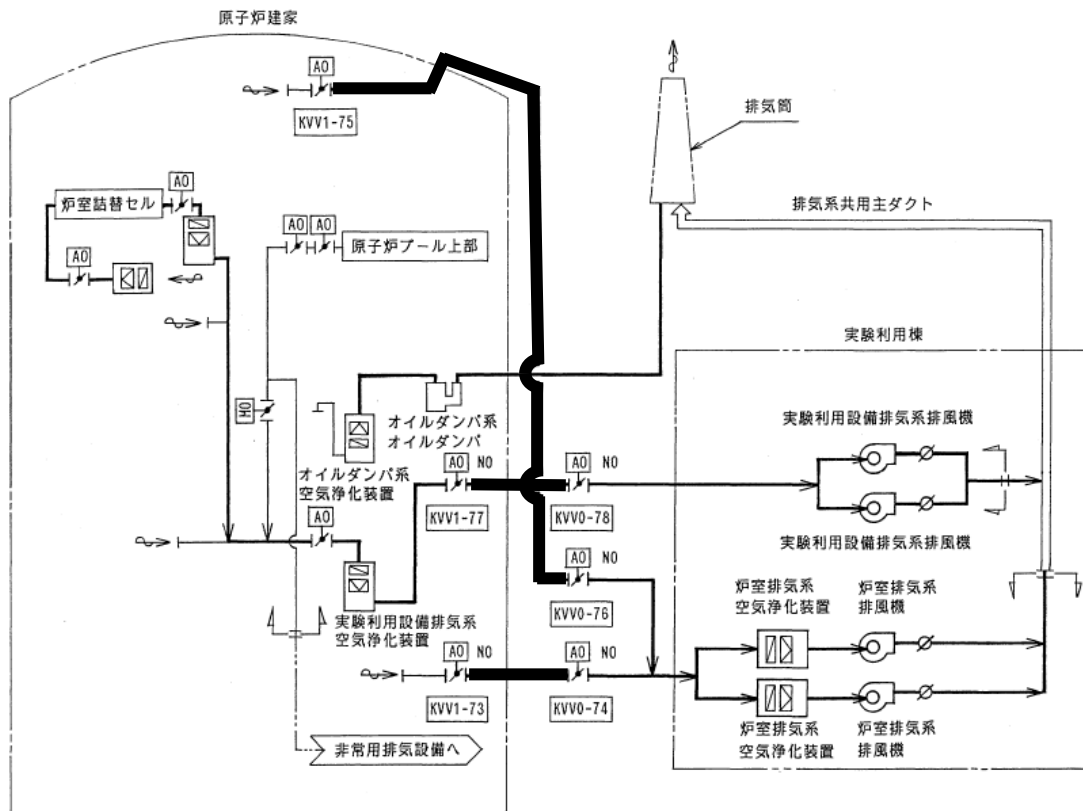 原子炉建家
AO
KVV1-75
排気筒
AO
炉室詰替セル
排気系共用主ダクト
AO
AO
原子炉プール上部
AO
実験利用棟
MO
オイルダンパ系
オイルダンパ
実験利用設備排気系排風機
オイルダンパ系
空気浄化装置
AO NO
AO NO
KVV1-77
KVV0-78
AO
実験利用設備排気系排風機
AO NO
炉室排気系
空気浄化装置
炉室排気系
排風機
KVV0-76
実験利用設備排気系
空気浄化装置
AO NO
AO NO
KVV1-73
KVV0-74
炉室排気系
空気浄化装置
炉室排気系
排風機
非常用排気設備へ